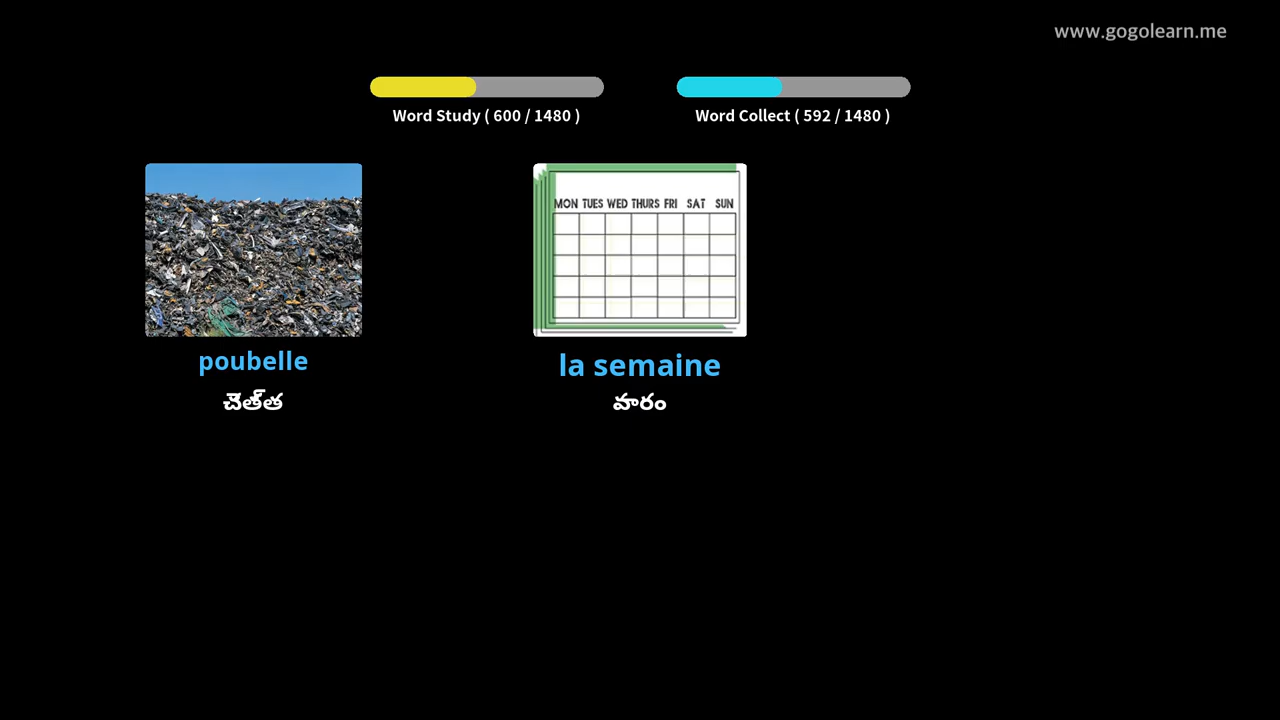 www.gogolearn.me
Word Study ( 600 / 1480 )
Word Collect ( 592 / 1480 )
MON TUES WED THURS FRI SAT SUN
poubelle
la semaine
చెత్త
వారం